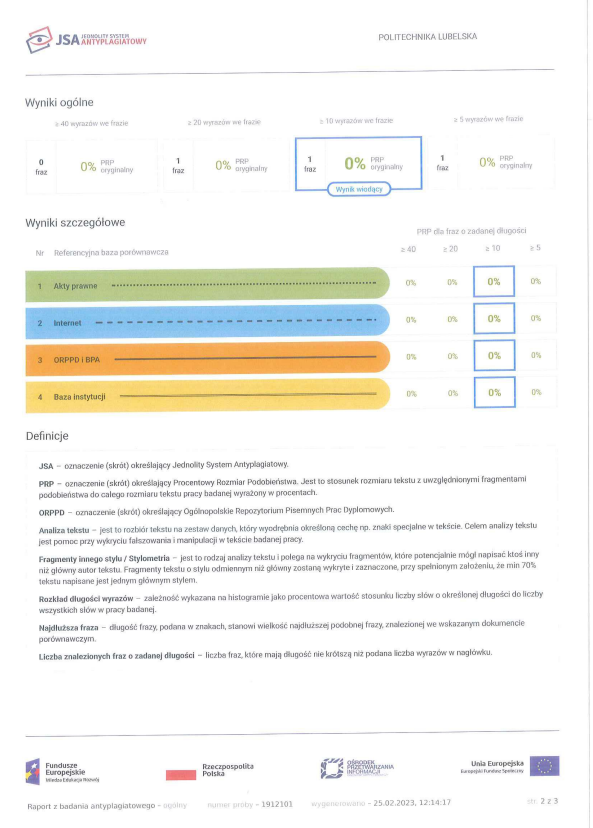 JSA JEDNOLITY SYSTEM
ANTYPLAGIATOWY
POLITECHNIKA LUBELSKA
Wyniki ogólne
≥ 40 wyrazów we frazie ≥ 20 wyrazów we frazie ≥ 10 wyrazów we frazie ≥ 5 wyrazów we frazie
0 fraz 0% PRP oryginalny 1 fraz 0% PRP oryginalny 1 fraz 0% PRP oryginalny 1 fraz 0% PRP oryginalny
Wynik wiodący
Wyniki szczegółowe
PRP dla fraz o zadanej długości
Nr Referencyjna baza porównawcza ≥ 40 ≥ 20 ≥ 10 ≥ 5
1 Akty prawne 0% 0% 0% 0%
2 Internet 0% 0% 0% 0%
3 ORPPD i BPA 0% 0% 0% 0%
4 Baza instytucji 0% 0% 0% 0%
Definicje
JSA – oznaczenie (skrót) określający Jednolity System Antyplagiatowy.
PRP – oznaczenie (skrót) określający Procentowy Rozmiar Podobieństwa. Jest to stosunek rozmiaru tekstu z uwzględnionymi fragmentami
podobieństwa do całego rozmiaru tekstu pracy badanej wyrażony w procentach.
ORPPD – oznaczenie (skrót) określający Ogólnopolskie Repozytorium Pisemnych Prac Dyplomowych.
Analiza tekstu – jest to rozbiór tekstu na zestaw danych, który wyodrębnia określoną cechę np. znaki specjalne w tekście. Celem analizy tekstu
jest pomoc przy wykryciu fałszowania i manipulacji w tekście badanej pracy.
Fragmenty innego stylu / Stylometria – jest to rodzaj analizy tekstu i polega na wykryciu fragmentów, które potencjalnie mógł napisać ktoś inny
niż główny autor tekstu. Fragmenty tekstu o stylu odmiennym niż główny zostaną wykryte i zaznaczone, przy spełnionym założeniu, że min 70%
tekstu napisane jest jednym głównym stylem.
Rozkład długości wyrazów – zależność wykazana na histogramie jako procentowa wartość stosunku liczby słów o określonej długości do liczby
wszystkich słów w pracy badanej.
Najdłuższa fraza – długość frazy, podana w znakach, stanowi wielkość najdłuższej podobnej frazy, znalezionej we wskazanym dokumencie
porównawczym.
Liczba znalezionych fraz o zadanej długości – liczba fraz, które mają długość nie krótszą niż podana liczba wyrazów w nagłówku.
Fundusze
Europejskie
Wiedza Edukacja Rozwój
Rzeczpospolita
Polska
OŚRODEK
PRZETWARZANIA
INFORMACJI
Unia Europejska
Europejski Fundusz Społeczny
Raport z badania antyplagiatowego - ogólny numer próby - 1912101 wygenerowano - 25.02.2023, 12:14:17 str. 2 z 3